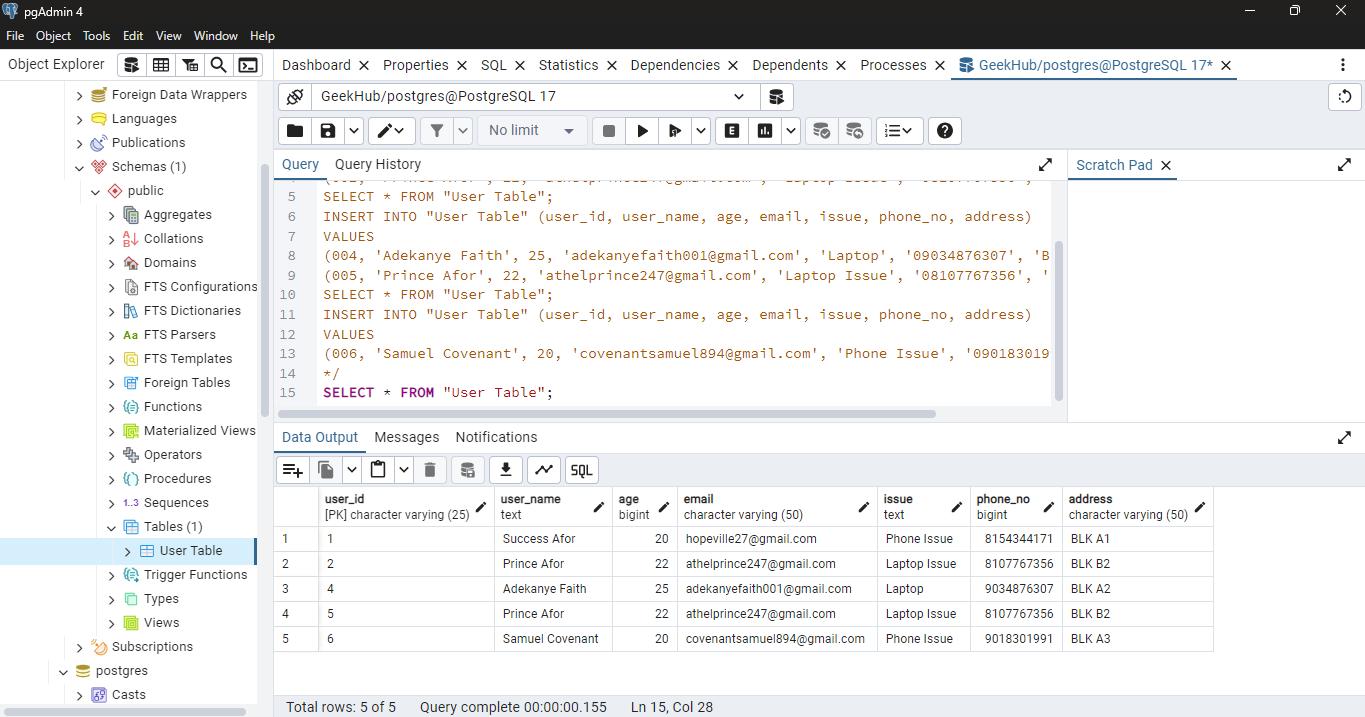 pgAdmin 4
File Object Tools Edit View Window Help
Object Explorer
Dashboard Properties SQL Statistics Dependencies Dependents Processes GeekHub/postgres@PostgreSQL 17*
Foreign Data Wrappers
Languages
Publications
Schemas (1)
public
Aggregates
Collations
Domains
FTS Configurations
FTS Dictionaries
Aa FTS Parsers
FTS Templates
Foreign Tables
Functions
Materialized Views
Operators
Procedures
1..3 Sequences
Tables (1)
User Table
Trigger Functions
Types
Views
Subscriptions
postgres
Casts
GeekHub/postgres@PostgreSQL 17
No limit
E
Query Query History
Scratch Pad
5 SELECT * FROM "User Table";
6 INSERT INTO "User Table" (user_id, user_name, age, email, issue, phone_no, address)
7 VALUES
8 (004, 'Adekanye Faith', 25, 'adekanyefaith001@gmail.com', 'Laptop', '09034876307', 'B
9 (005, 'Prince Afor', 22, 'athelprince247@gmail.com', 'Laptop Issue', '08107767356', '
10 SELECT * FROM "User Table";
11 INSERT INTO "User Table" (user_id, user_name, age, email, issue, phone_no, address)
12 VALUES
13 (006, 'Samuel Covenant', 20, 'covenantsamuel894@gmail.com', 'Phone Issue', '090183019
14 */
15 SELECT * FROM "User Table";
Data Output Messages Notifications
SQL
user_id user_name age email issue phone_no address
[PK] character varying (25) text bigint character varying (50) text bigint character varying (50)
1 1 Success Afor 20 hopeville27@gmail.com Phone Issue 8154344171 BLK A1
2 2 Prince Afor 22 athelprince247@gmail.com Laptop Issue 8107767356 BLK B2
3 4 Adekanye Faith 25 adekanyefaith001@gmail.com Laptop 9034876307 BLK A2
4 5 Prince Afor 22 athelprince247@gmail.com Laptop Issue 8107767356 BLK B2
5 6 Samuel Covenant 20 covenantsamuel894@gmail.com Phone Issue 9018301991 BLK A3
Total rows: 5 of 5 Query complete 00:00:00.155 Ln 15, Col 28